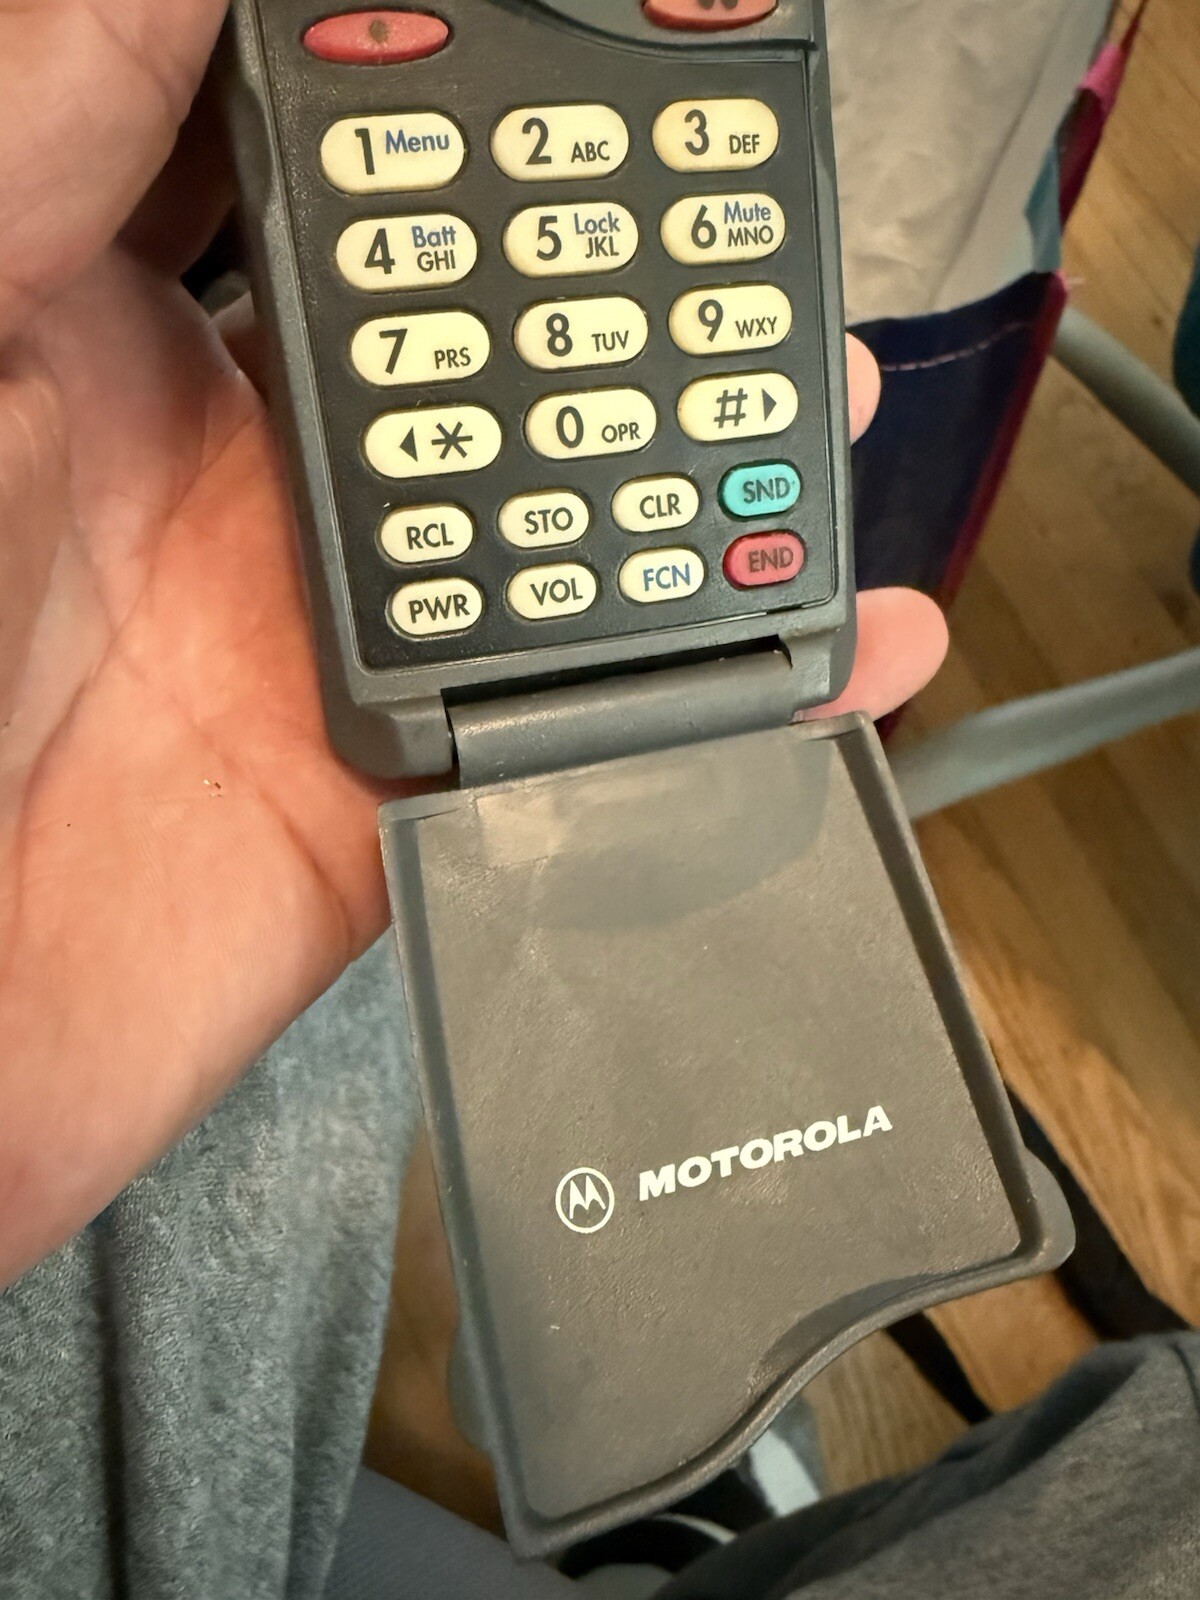 1 Menu
2 ABC
3 DEF
4 Batt GHI
5 Lock JKL
6 Mute MNO
7 PRS
8 TUV
9 WXY
◀ *
0 OPR
# ▶
RCL
STO
CLR
SND
PWR
VOL
FCN
END
MOTOROLA